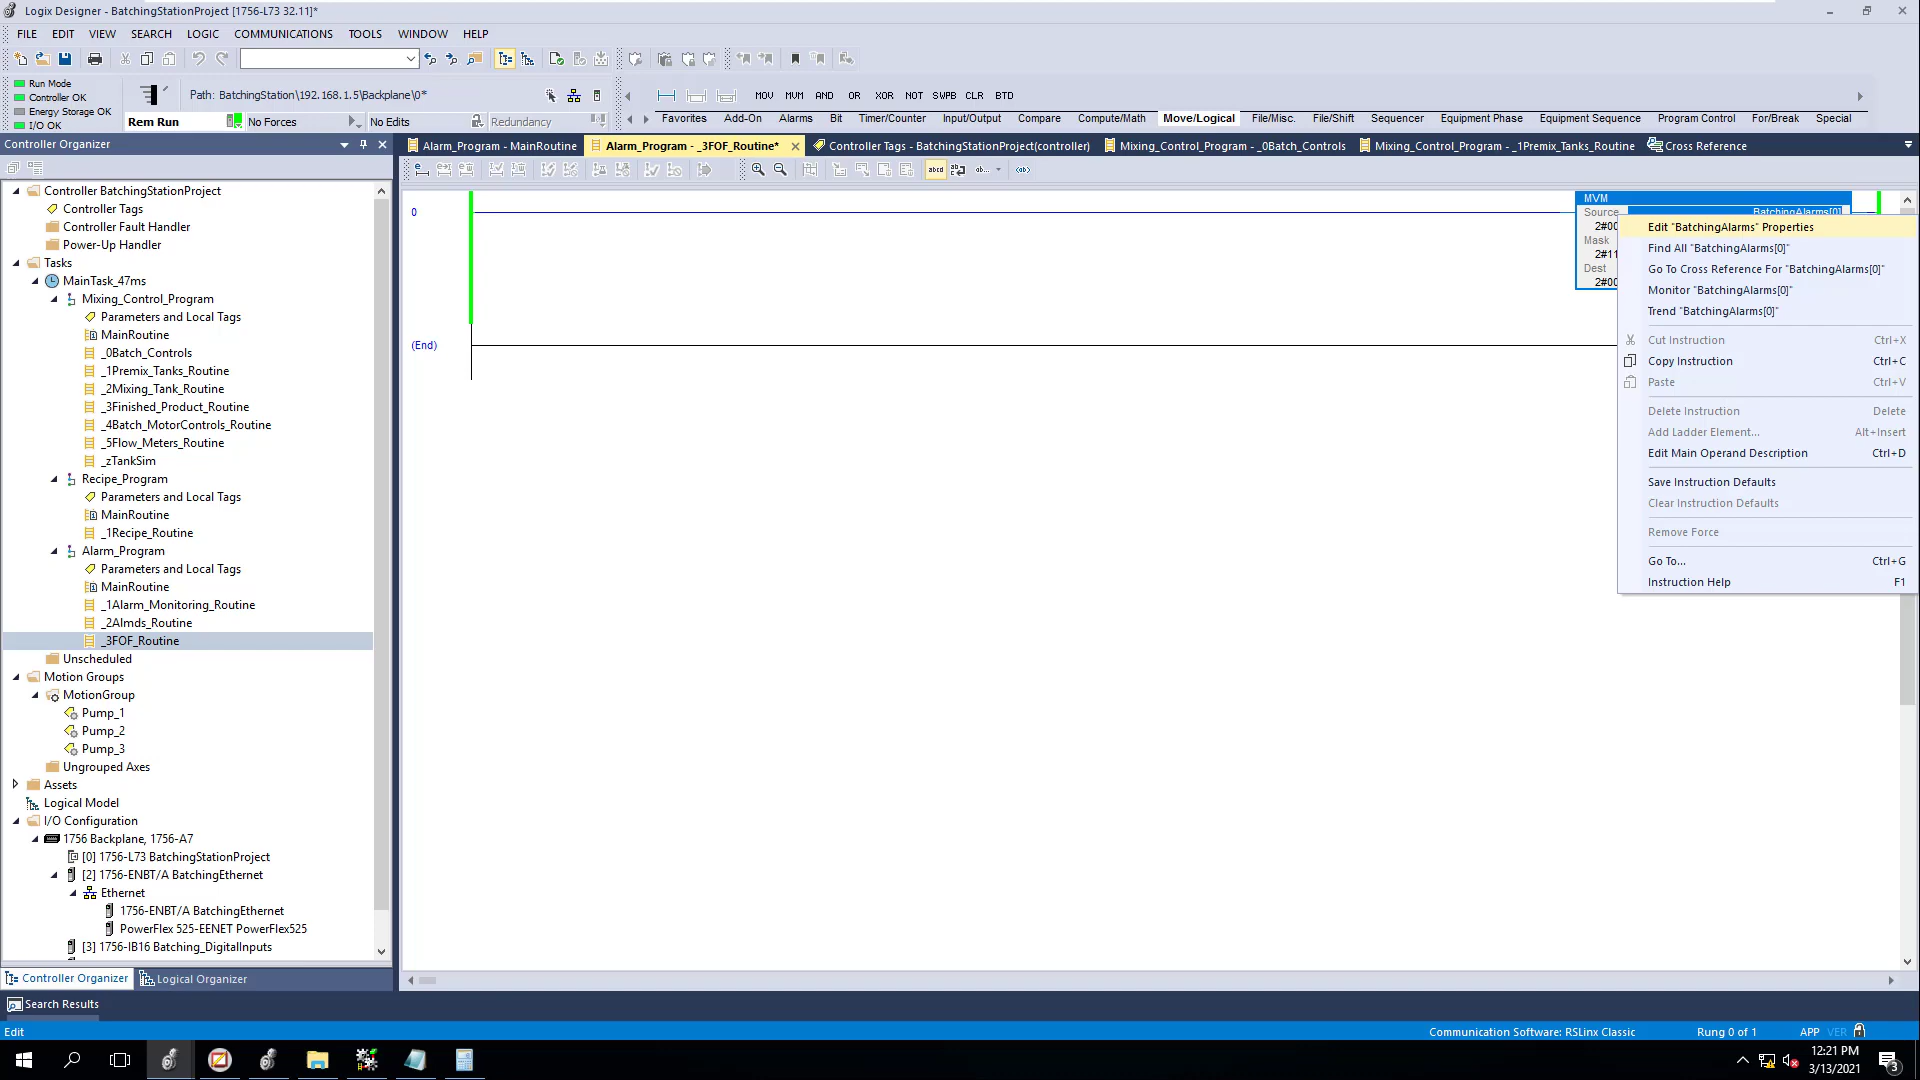 Logix Designer - BatchingStationProject [1756-L73 32.11]*
FILE EDIT VIEW SEARCH LOGIC COMMUNICATIONS TOOLS WINDOW HELP
Run Mode
Controller OK
Energy Storage OK
I/O OK
Path: BatchingStation\192.168.1.5\Backplane\0*
Rem Run No Forces No Edits Redundancy
MOV MVM AND OR XOR NOT SWPB CLR BTD
Favorites Add-On Alarms Bit Timer/Counter Input/Output Compare Compute/Math Move/Logical File/Misc. File/Shift Sequencer Equipment Phase Equipment Sequence Program Control For/Break Special
Controller Organizer
Alarm_Program - MainRoutine Alarm_Program - _3FOF_Routine* Controller Tags - BatchingStationProject(controller) Mixing_Control_Program - _0Batch_Controls Mixing_Control_Program - _1Premix_Tanks_Routine Cross Reference
Controller BatchingStationProject
Controller Tags
Controller Fault Handler
Power-Up Handler
Tasks
MainTask_47ms
Mixing_Control_Program
Parameters and Local Tags
MainRoutine
_0Batch_Controls
_1Premix_Tanks_Routine
_2Mixing_Tank_Routine
_3Finished_Product_Routine
_4Batch_MotorControls_Routine
_5Flow_Meters_Routine
_zTankSim
Recipe_Program
Parameters and Local Tags
MainRoutine
_1Recipe_Routine
Alarm_Program
Parameters and Local Tags
MainRoutine
_1Alarm_Monitoring_Routine
_2Almds_Routine
_3FOF_Routine
Unscheduled
Motion Groups
MotionGroup
Pump_1
Pump_2
Pump_3
Ungrouped Axes
Assets
Logical Model
I/O Configuration
1756 Backplane, 1756-A7
[0] 1756-L73 BatchingStationProject
[2] 1756-ENBT/A BatchingEthernet
Ethernet
1756-ENBT/A BatchingEthernet
PowerFlex 525-EENET PowerFlex525
[3] 1756-IB16 Batching_DigitalInputs
Controller Organizer Logical Organizer
0
(End)
MVM
Source BatchingAlarms[0]
2#00
Mask
2#11
Dest
2#00
Edit "BatchingAlarms" Properties
Find All "BatchingAlarms[0]"
Go To Cross Reference For "BatchingAlarms[0]"
Monitor "BatchingAlarms[0]"
Trend "BatchingAlarms[0]"
Cut Instruction Ctrl+X
Copy Instruction Ctrl+C
Paste Ctrl+V
Delete Instruction Delete
Add Ladder Element... Alt+Insert
Edit Main Operand Description Ctrl+D
Save Instruction Defaults
Clear Instruction Defaults
Remove Force
Go To... Ctrl+G
Instruction Help F1
Search Results
Edit Communication Software: RSLinx Classic Rung 0 of 1 APP VER
12:21 PM
3/13/2021
3